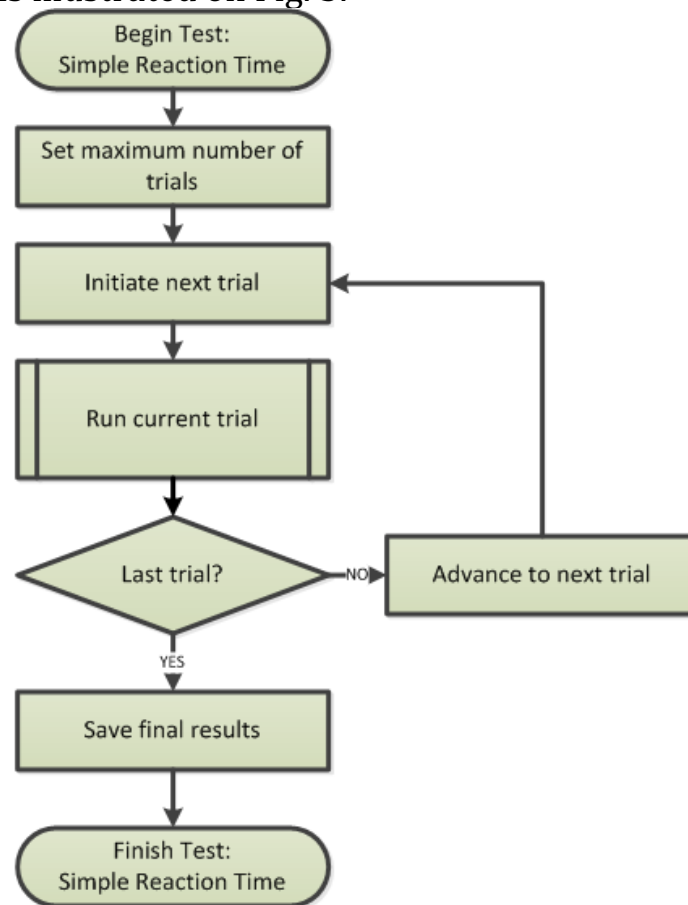 is illustrated on Fig. 3.
Begin Test:
Simple Reaction Time
Set maximum number of
trials
Initiate next trial
Run current trial
Last trial?
NO
Advance to next trial
YES
Save final results
Finish Test:
Simple Reaction Time